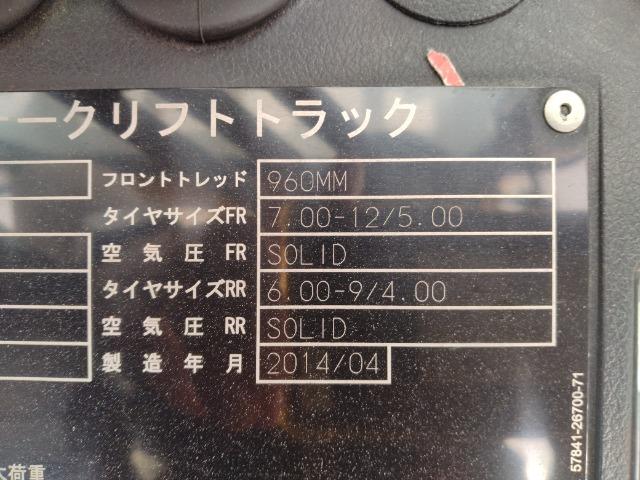 ークリフトトラック
フロントトレッド 960MM
タイヤサイズFR 7.00-12/5.00
空気圧 FR SOLID
タイヤサイズRR 6.00-9/4.00
空気圧 RR SOLID
製造年月 2014/04
57841-26700-71
荷重